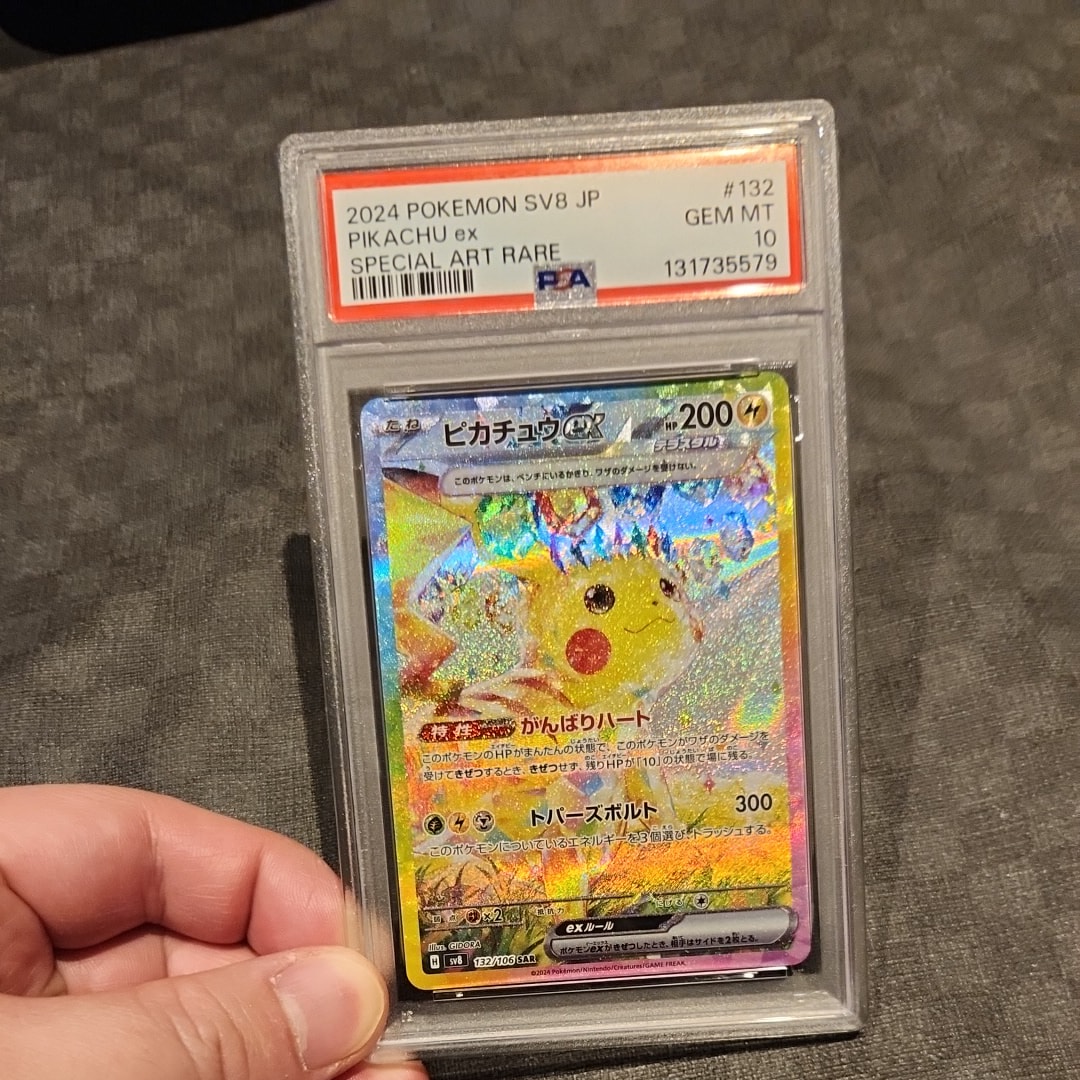 2024 POKEMON SV8 JP #132
PIKACHU ex GEM MT
SPECIAL ART RARE 10
PSA 131735579
たね ピカチュウex HP200
テラスタル
このポケモンは、ベンチにいるかぎり、ワザのダメージを受けない。
特性 がんばりハート
このポケモンのHPがまんたんの状態で、このポケモンがワザのダメージを
受けてきぜつするとき、きぜつせず、残りHPが「10」の状態で場に残る。
トパーズボルト 300
このポケモンについているエネルギーを3個選び、トラッシュする。
弱点 ×2 抵抗力 にげる
exルール
ポケモンexがきぜつしたとき、相手はサイドを2枚とる。
Illus. GIDORA
H sv8 132/106 SAR
©2024 Pokémon/Nintendo/Creatures/GAME FREAK.